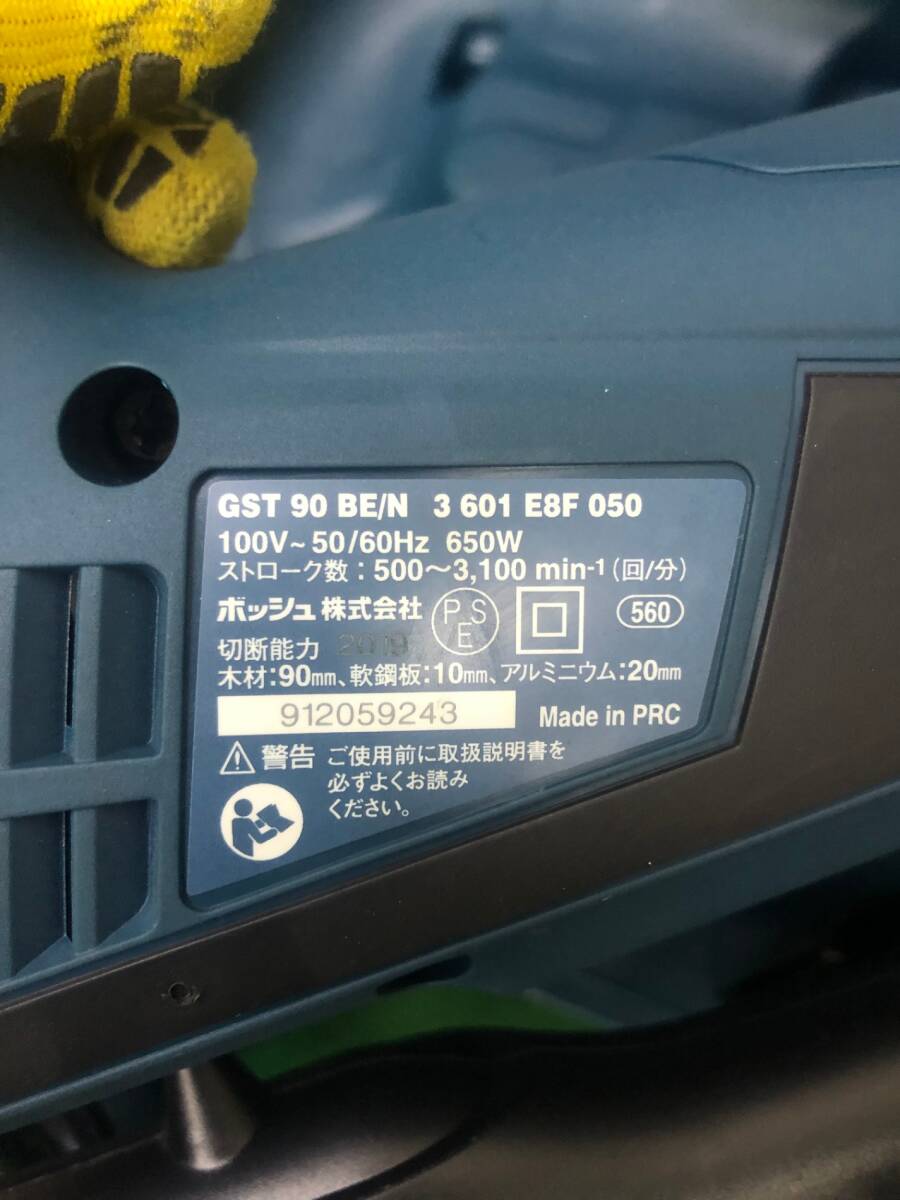 GST 90 BE/N 3 601 E8F 050
100V~50/60Hz 650W
ストローク数：500〜3,100 min-1（回/分）
ボッシュ株式会社 PSE 560
切断能力 2019
木材：90mm、軟鋼板：10mm、アルミニウム：20mm
912059243 Made in PRC
警告 ご使用前に取扱説明書を
必ずよくお読み
ください。